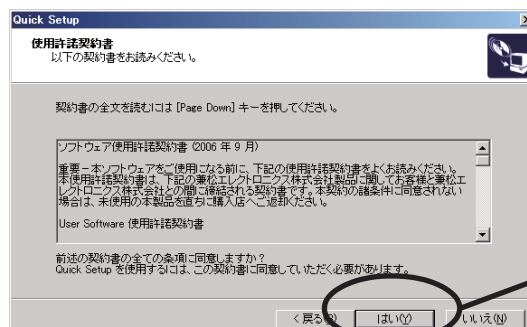 Quick Setup
使用許諾契約書
以下の契約書をお読みください。
契約書の全文を読むには [Page Down] キーを押してください。
ソフトウェア使用許諾契約書 (2006 年 9 月)
重要－本ソフトウェアをご使用になる前に、下記の使用許諾契約書をよくお読みください。
本使用許諾契約書は、下記の兼松エレクトロニクス株式会社製品に関してお客様と兼松エ
レクトロニクス株式会社との間に締結される契約書です。本契約の諸条件に同意されない
場合は、未使用の本製品を直ちに購入店へご返却ください。
User Software 使用許諾契約書
前述の契約書の全ての条項に同意しますか?
Quick Setup を使用するには、この契約書に同意していただく必要があります。
< 戻る(B) はい(Y) いいえ(N)